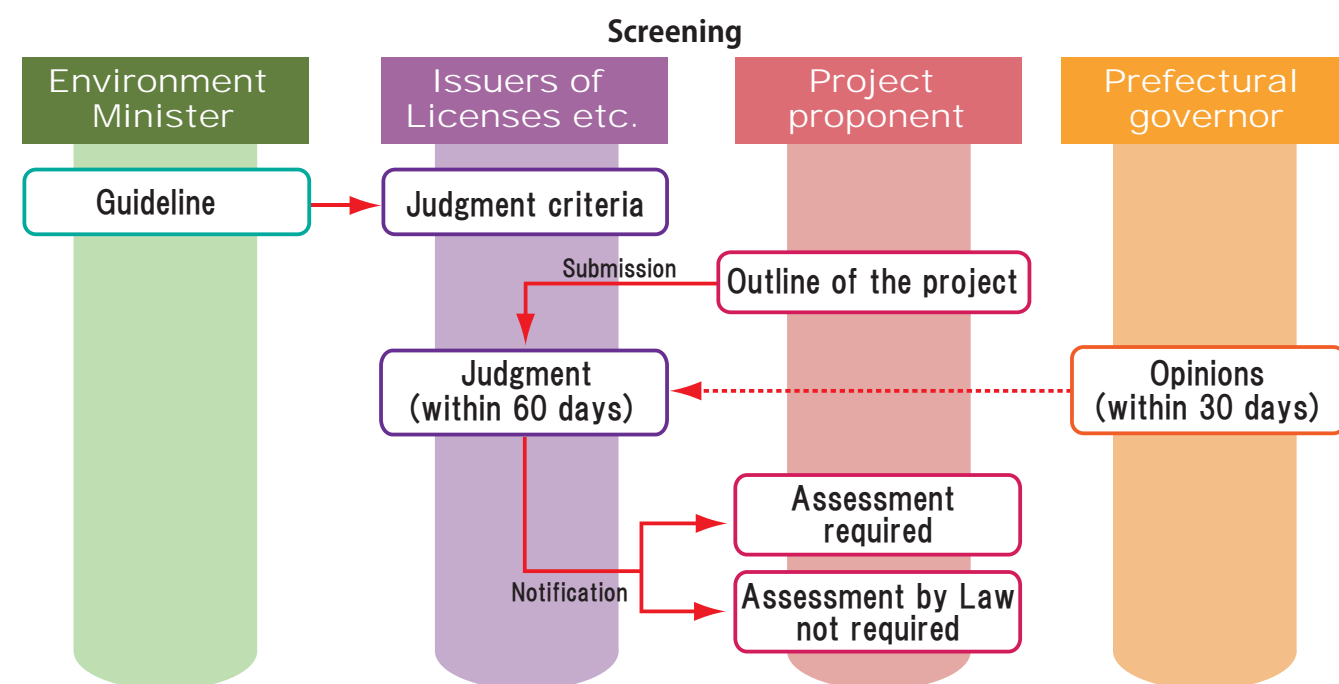 Screening
Environment
Minister
Issuers of
Licenses etc.
Project
proponent
Prefectural
governor
Guideline
Judgment criteria
Submission
Outline of the project
Judgment
(within 60 days)
Opinions
(within 30 days)
Assessment
required
Notification
Assessment by Law
not required